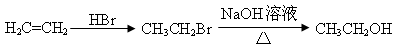 H₂C=CH₂ —HBr→ CH₃CH₂Br —NaOH溶液/△→ CH₃CH₂OH